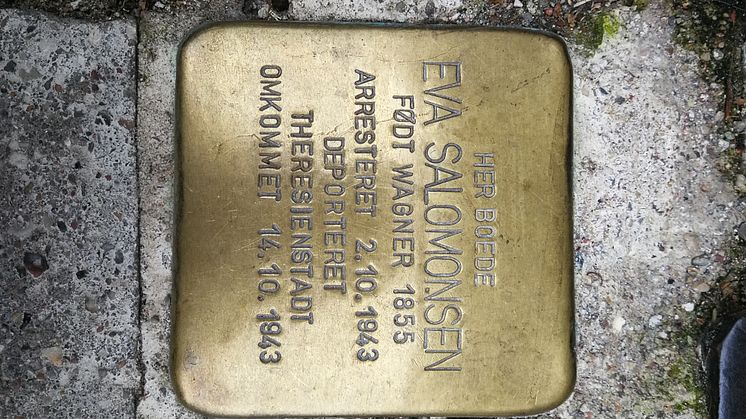 HER BOEDE
EVA SALOMONSEN
FØDT WAGNER 1855
ARRESTERET 2.10.1943
DEPORTERET
THERESIENSTADT
OMKOMMET 14.10.1943